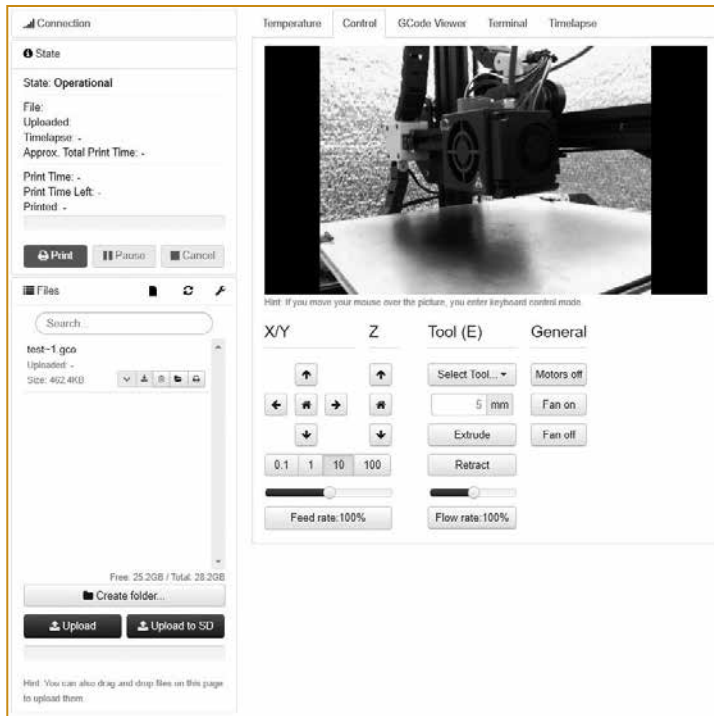 Connection
State
State: Operational
File:
Uploaded:
Timelapse: -
Approx. Total Print Time: -
Print Time: -
Print Time Left: -
Printed: -
Print Pause Cancel
Files
Search...
test~1.gco
Uploaded: -
Size: 462.4KB
Free: 25.2GB / Total: 28.2GB
Create folder...
Upload Upload to SD
Hint: You can also drag and drop files on this page
to upload them
Temperature Control GCode Viewer Terminal Timelapse
Hint: If you move your mouse over the picture, you enter keyboard control mode.
X/Y Z Tool (E) General
Select Tool... Motors off
5 mm Fan on
Extrude Fan off
0.1 1 10 100 Retract
Feed rate:100% Flow rate:100%